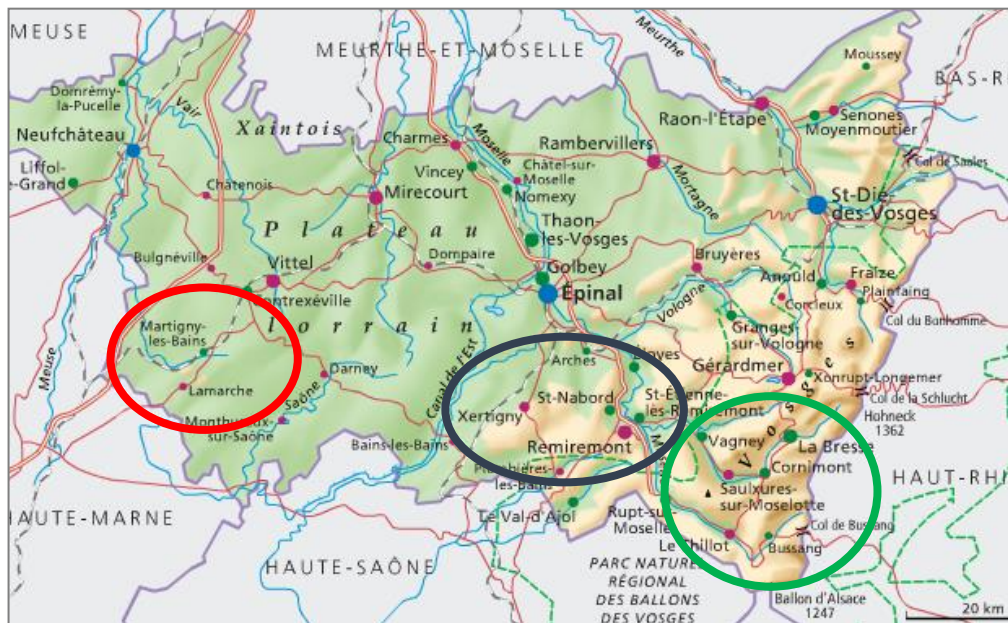 MEUSE
MEURTHE-ET-MOSELLE
Meurthe
Moussey
BAS-R
Domrémy-
la-Pucelle
Vair
Neufchâteau
Xaintois
Charmes
Moselle
Rambervillers
Raon-l'Étape
Senones
Moyenmoutier
Col de Saales
Liffol-
e-Grand
Châtenois
Mirecourt
Vincey
Châtel-sur-
Moselle
Nomexy
Mortagne
St-Dié-
des-Vosges
Plateau
Thaon-
les-Vosges
Bulgnéville
Vittel
Dompaire
Golbey
Bruyères
Anould
Fraize
Plainfaing
Épinal
Vologne
Corcieux
Col du Bonhomme
lorrain
Martigny-
les-Bains
Granges-
sur-Vologne
Meuse
Lamarche
Darney
Canal de l'Est
Arches
Gérardmer
Xonrupt-Longemer
Col de la Schlucht
Saône
sur-Saône
Xertigny
St-Nabord
St-Étienne-
lès-Remiremont
Hohneck
1362
Vosges
Bains-les-Bains
Remiremont
Vagney
La Bresse
Cornimont
HAUT-RH
les-Bains
Saulxures-
sur-Moselotte
HAUTE-MARNE
Le Val-d'Ajol
Rupt-sur-
Moselle
Col de Bussang
HAUTE-SAÔNE
Le Thillot
Bussang
PARC NATUREL
RÉGIONAL
DES BALLONS
DES VOSGES
Ballon d'Alsace
1247
20 km